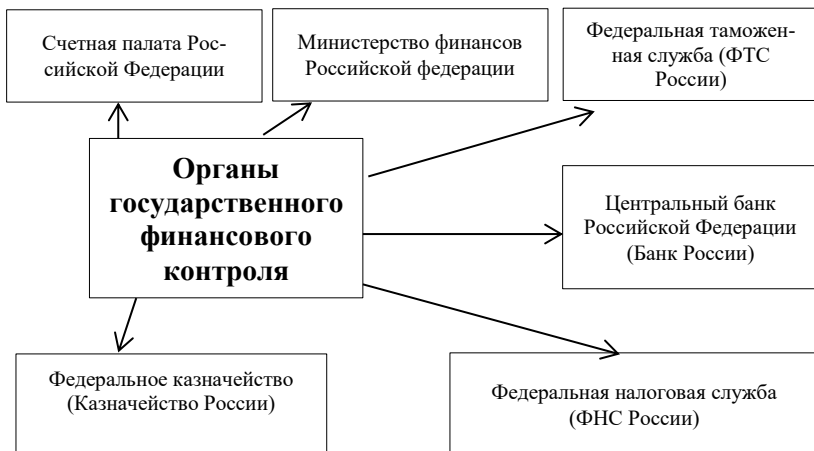 Счетная палата Рос-
сийской Федерации
Министерство финансов
Российской федерации
Федеральная таможен-
ная служба (ФТС
России)
Органы
государственного
финансового
контроля
Центральный банк
Российской Федерации
(Банк России)
Федеральное казначейство
(Казначейство России)
Федеральная налоговая служба
(ФНС России)